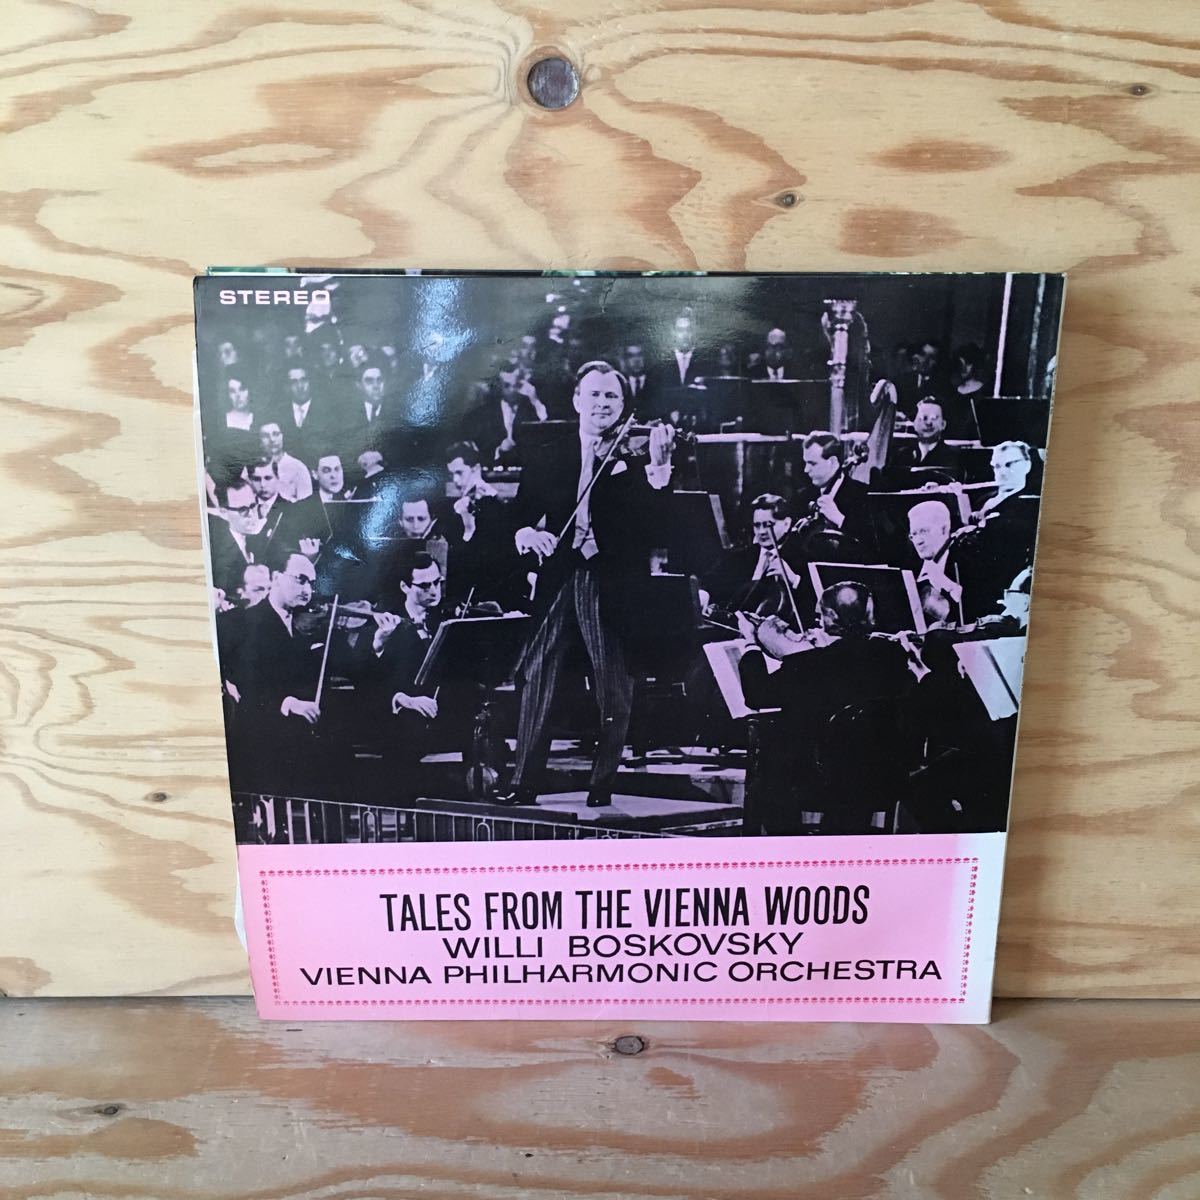 STEREO
TALES FROM THE VIENNA WOODS
WILLI BOSKOVSKY
VIENNA PHILHARMONIC ORCHESTRA